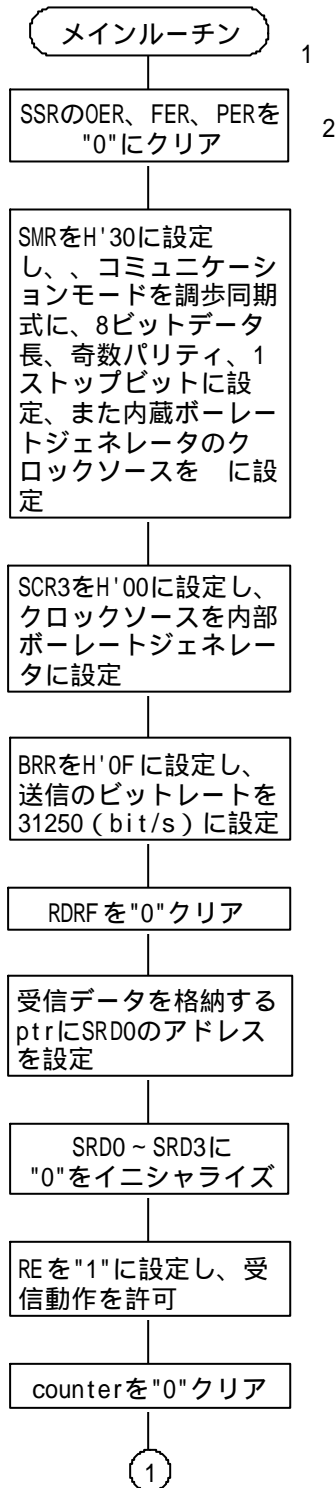 メインルーチン
1
SSRのOER、FER、PERを
"0"にクリア
2
SMRをH'30に設定
し、、コミュニケーシ
ョンモードを調歩同期
式に、8ビットデータ
長、奇数パリティ、1
ストップビットに設
定、また内蔵ボーレー
トジェネレータのク
ロックソースを　に設
定
SCR3をH'00に設定し、
クロックソースを内部
ボーレートジェネレー
タに設定
BRRをH'0Fに設定し、
送信のビットレートを
31250（bit/s）に設定
RDRFを"0"クリア
受信データを格納する
ptrにSRD0のアドレス
を設定
SRD0~SRD3に
"0"をイニシャライズ
REを"1"に設定し、受
信動作を許可
counterを"0"クリア
1